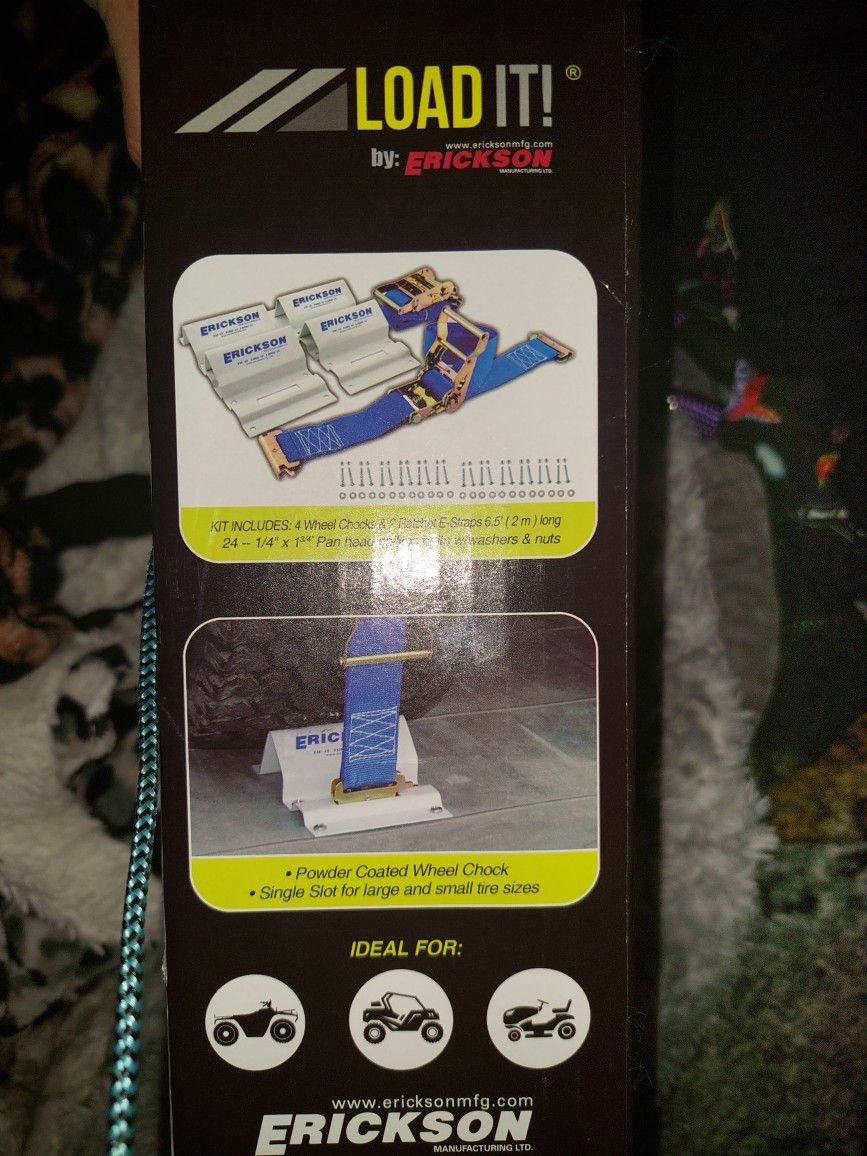 LOAD IT!®
www.ericksonmfg.com
by: ERICKSON
MANUFACTURING LTD.
ERICKSON
ERICKSON
ERICKSON
ERICKSON
KIT INCLUDES: 4 Wheel Chocks & 2 Ratchet E-Straps 6.5' ( 2 m ) long
24 -- 1/4" x 1 3/4" Pan head w/washers & nuts
ERIC
• Powder Coated Wheel Chock
• Single Slot for large and small tire sizes
IDEAL FOR:
www.ericksonmfg.com
ERICKSON
MANUFACTURING LTD.